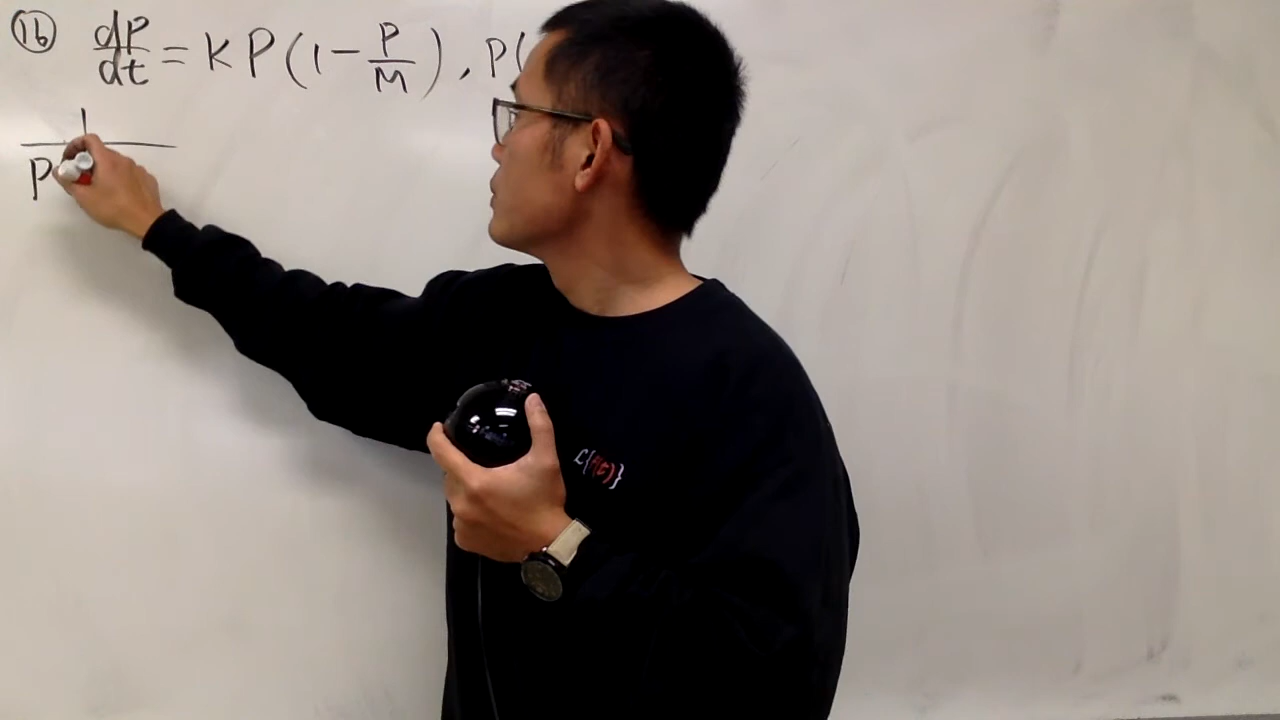 ⑯ dP/dt = KP(1 - P/M), P(
1
P
L{f(t)}